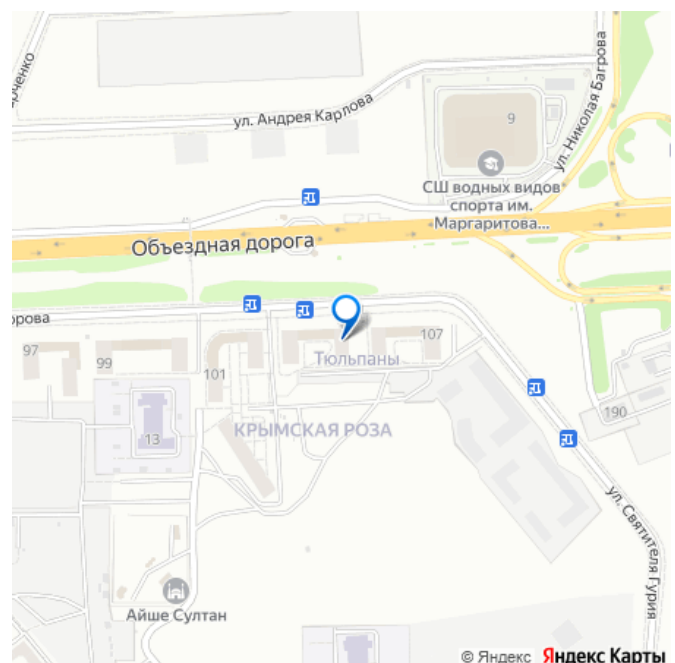 рченко
ул. Андрея Карлова
9
ул. Николая Багрова
СШ водных видов
спорта им.
Маргаритова...
Объездная дорога
орова
97
99
101
107
Тюльпаны
190
13
КРЫМСКАЯ РОЗА
ул. Святителя Гурия
Айше Султан
© Яндекс Яндекс Карты